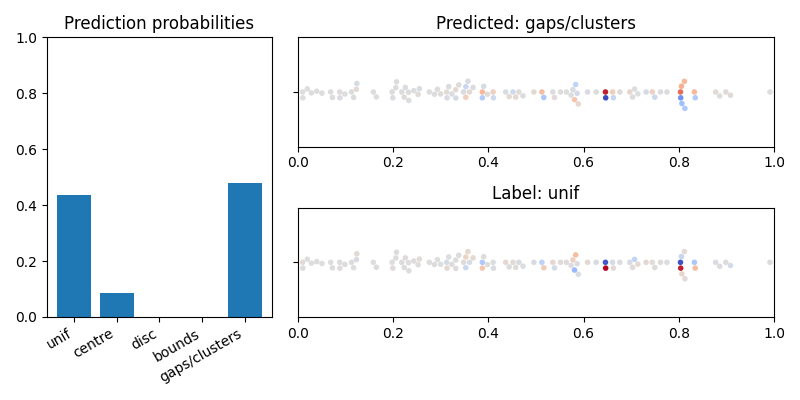 Prediction probabilities
1.0
0.8
0.6
0.4
0.2
0.0
unif
centre
disc
bounds
gaps/clusters
Predicted: gaps/clusters
0.0 0.2 0.4 0.6 0.8 1.0
Label: unif
0.0 0.2 0.4 0.6 0.8 1.0